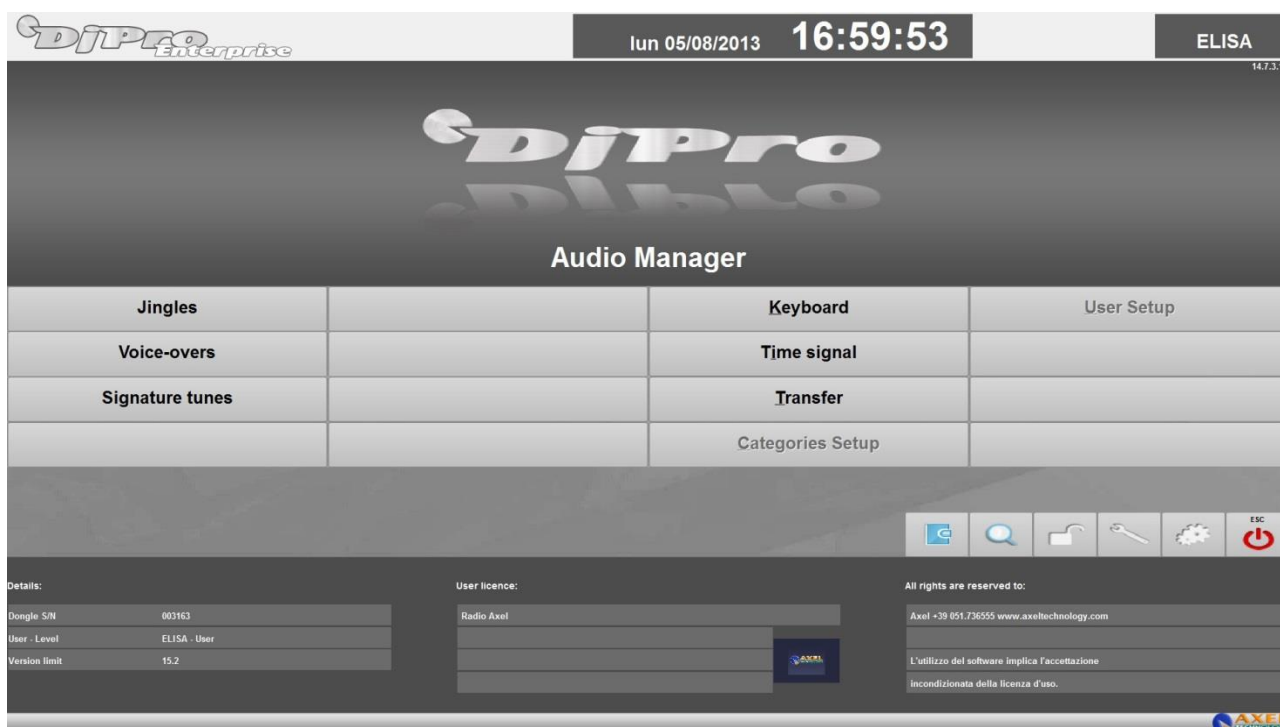 DjPro Enterprise
lun 05/08/2013 16:59:53
ELISA
14.7.3.
DjPro
Audio Manager
Jingles Keyboard User Setup
Voice-overs Time signal
Signature tunes Transfer
Categories Setup
ESC
Details: User licence: All rights are reserved to:
Dongle S/N 003163 Radio Axel Axel +39 051.736555 www.axeltechnology.com
User - Level ELISA - User
Version limit 15.2 AXEL L'utilizzo del software implica l'accettazione
incondizionata della licenza d'uso.
AXEL